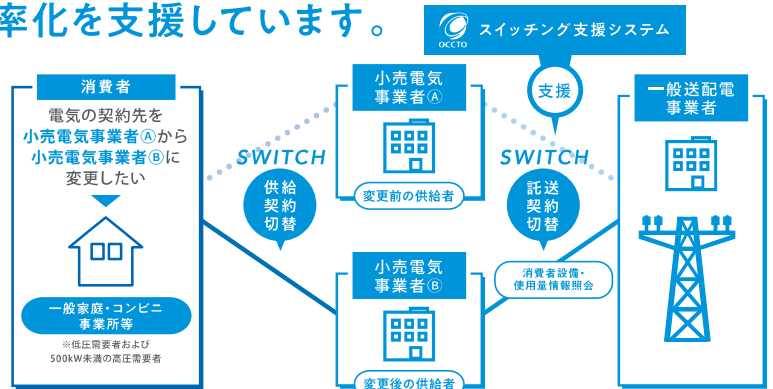 率化を支援しています。
OCCTO
スイッチング支援システム
消費者
電気の契約先を
小売電気事業者Ⓐから
小売電気事業者Ⓑに
変更したい
一般家庭・コンビニ
事業所等
※低圧需要者および
500kW未満の高圧需要者
SWITCH
供給
契約
切替
小売電気
事業者Ⓐ
変更前の供給者
小売電気
事業者Ⓑ
変更後の供給者
支援
SWITCH
託送
契約
切替
消費者設備・
使用量情報照会
一般送配電
事業者